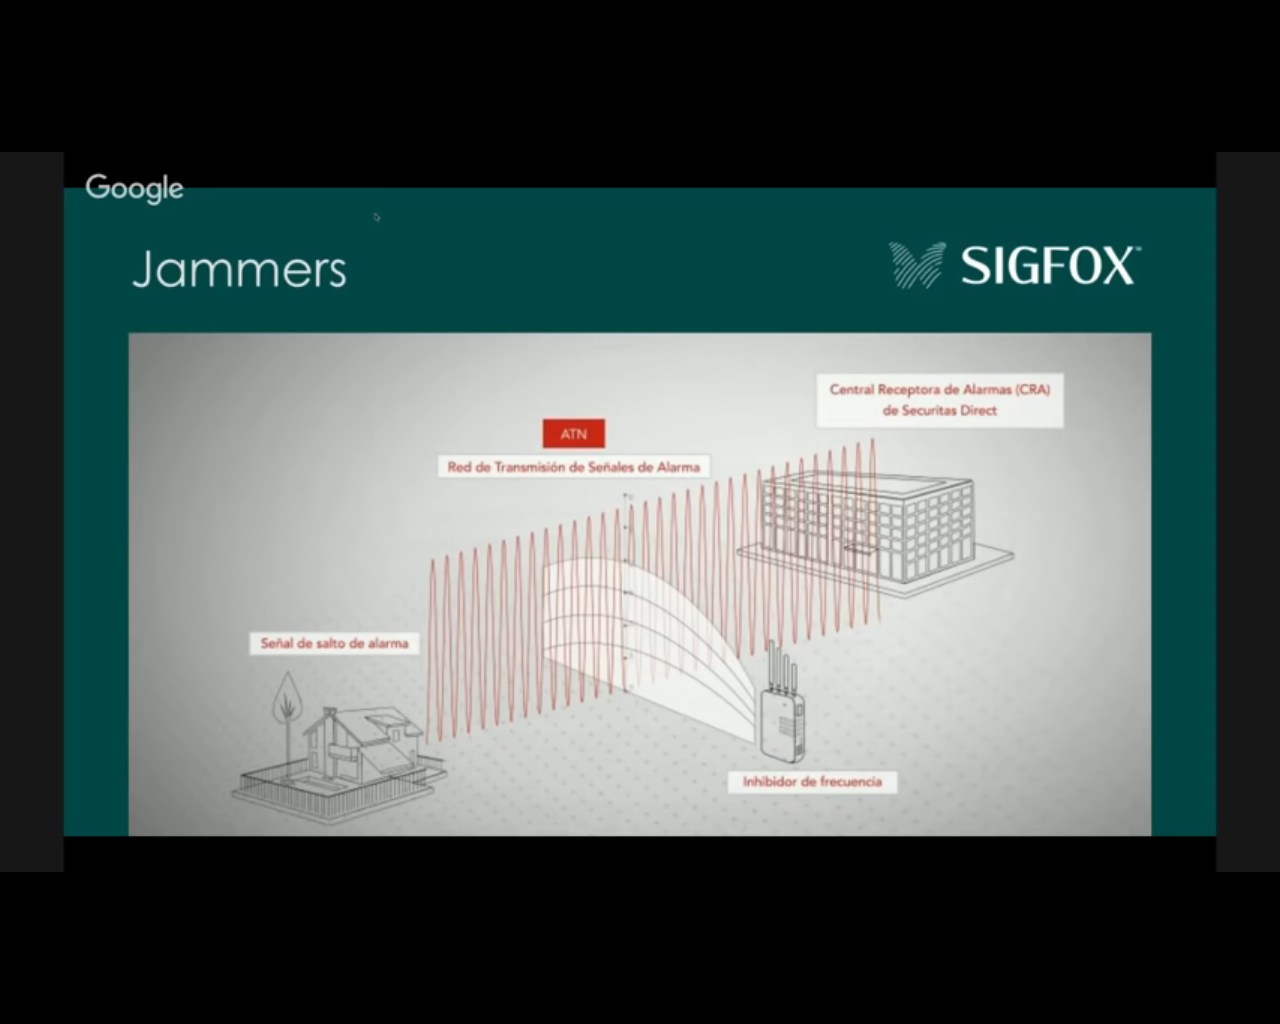 Google
Jammers
SIGFOX™
Central Receptora de Alarmas (CRA)
de Securitas Direct
ATN
Red de Transmisión de Señales de Alarma
Señal de salto de alarma
Inhibidor de frecuencia